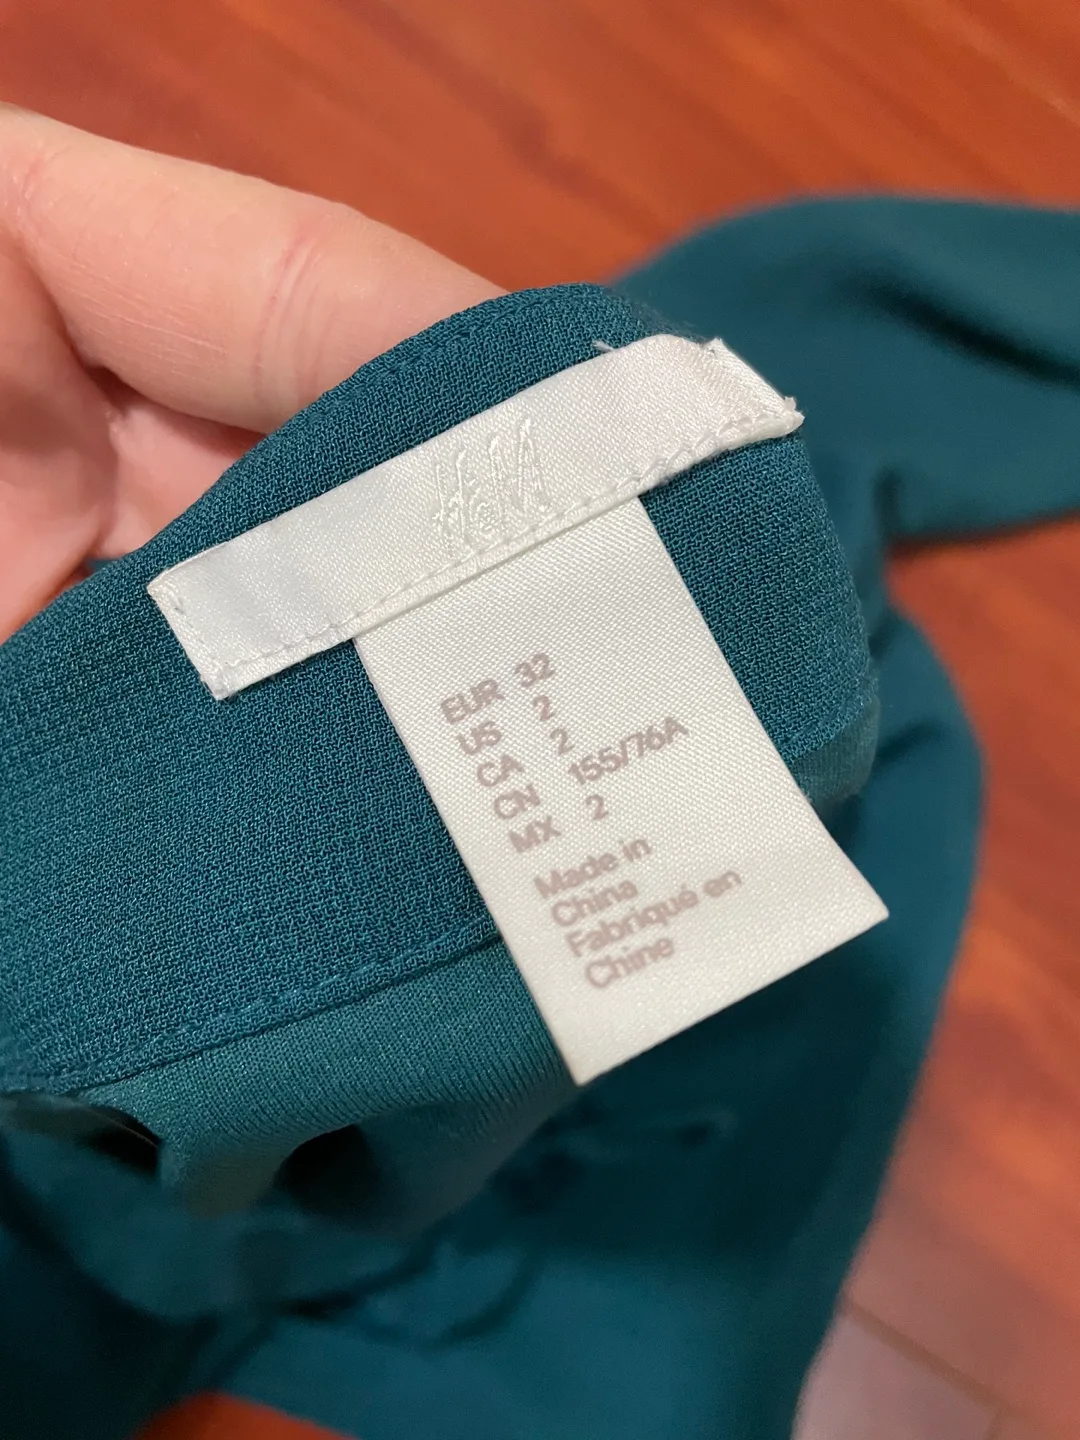 H&M
EUR 32
US 2
CA 2
CN 155/76A
MX 2
Made in
China
Fabriqué en
Chine